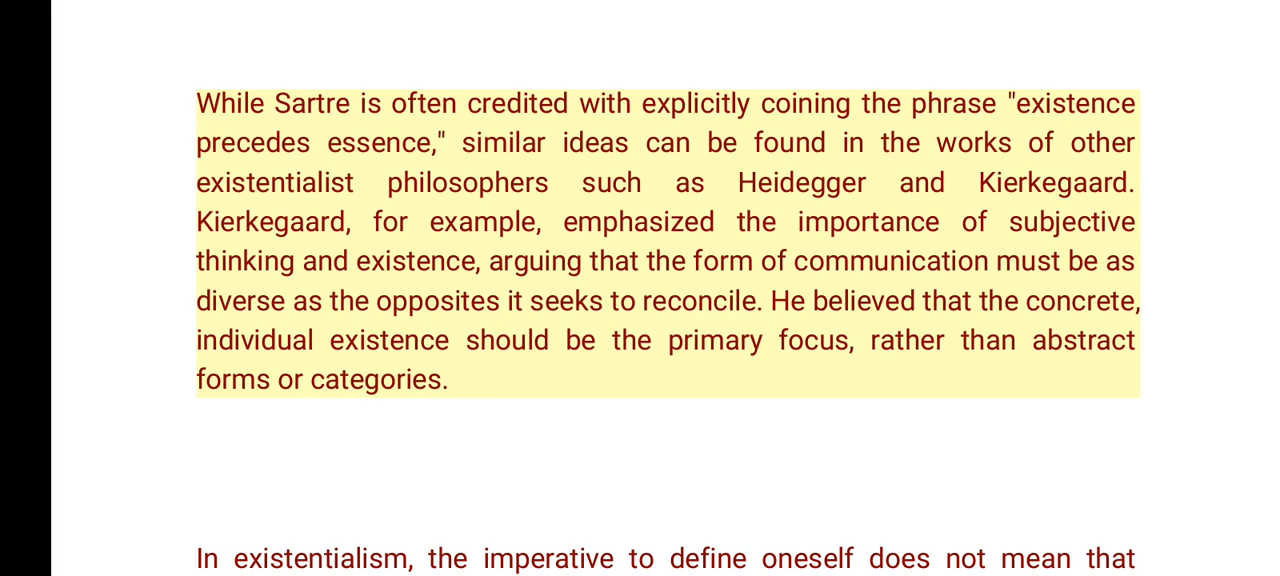 While Sartre is often credited with explicitly coining the phrase "existence
precedes essence," similar ideas can be found in the works of other
existentialist philosophers such as Heidegger and Kierkegaard.
Kierkegaard, for example, emphasized the importance of subjective
thinking and existence, arguing that the form of communication must be as
diverse as the opposites it seeks to reconcile. He believed that the concrete,
individual existence should be the primary focus, rather than abstract
forms or categories.
In existentialism, the imperative to define oneself does not mean that